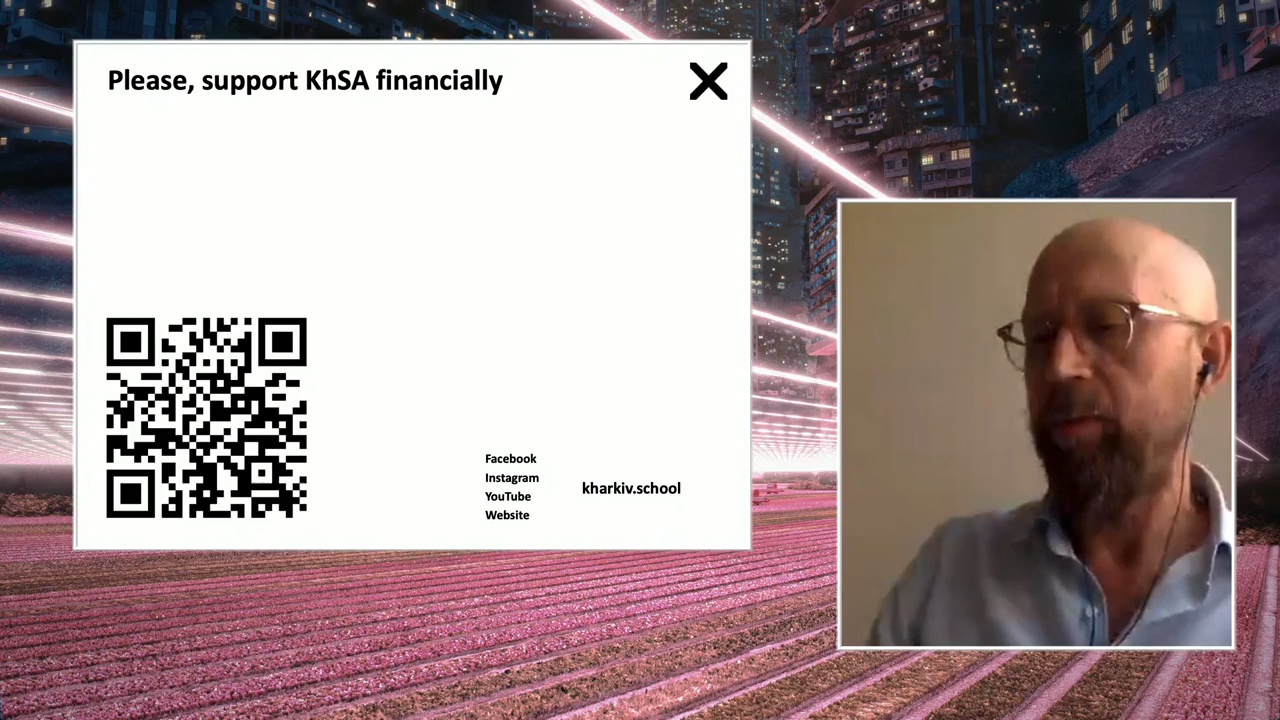 Please, support KhSA financially
Facebook
Instagram
YouTube
Website
kharkiv.school